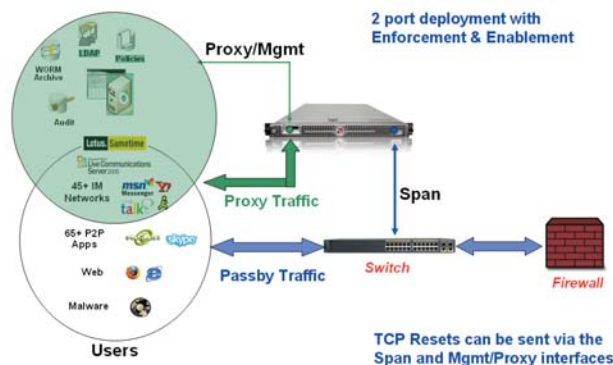 2 port deployment with
Enforcement & Enablement
Proxy/Mgmt
LDAP
Policies
WORM
Archive
Audit
Lotus. Sametime
Live Communications
Server 2005
45+ IM
Networks
msn
Messenger
Y!
talk
Proxy Traffic
Span
65+ P2P
Apps
skype
Web
Passby Traffic
Switch
Firewall
Malware
Users
TCP Resets can be sent via the
Span and Mgmt/Proxy interfaces